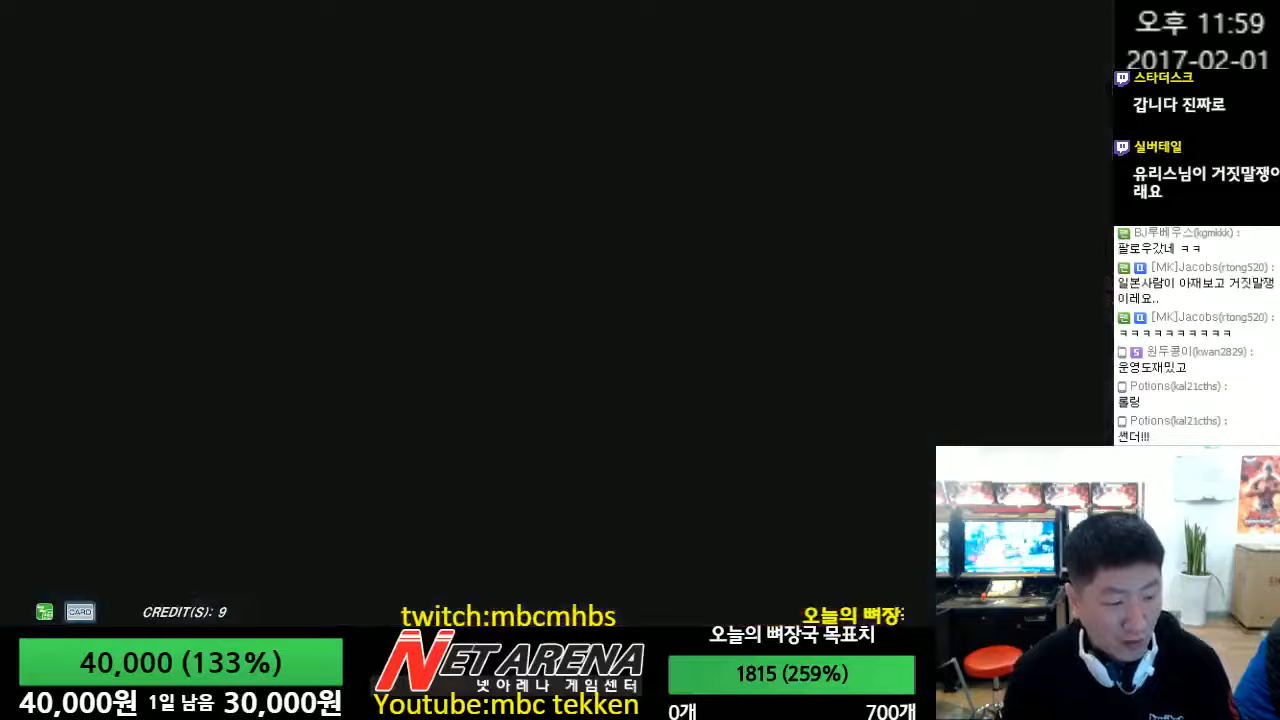 오후 11:59
2017-02-01
스타더스크
갑니다 진짜로
실버테일
유리스님이 거짓말쟁이
래요
BJ루베우스(kgmkkk) :
팔로우갔네 ㅋㅋ
[MK]Jacobs(rtong520) :
일본사람이 아재보고 거짓말쟁
이레요..
[MK]Jacobs(rtong520) :
ㅋㅋㅋㅋㅋㅋㅋㅋㅋㅋ
원두콩이(kwan2829) :
운영도재밌고
Potions(kal21cths) :
롤링
Potions(kal21cths) :
썬더!!!
CARD
CREDIT(S): 9
twitch:mbcmhbs
오늘의 뼈장
40,000 (133%)
40,000원 1일 남음 30,000원
NET ARENA
넷아레나 게임센터
Youtube:mbc tekken
오늘의 뼈장국 목표치
1815 (259%)
0개 700개